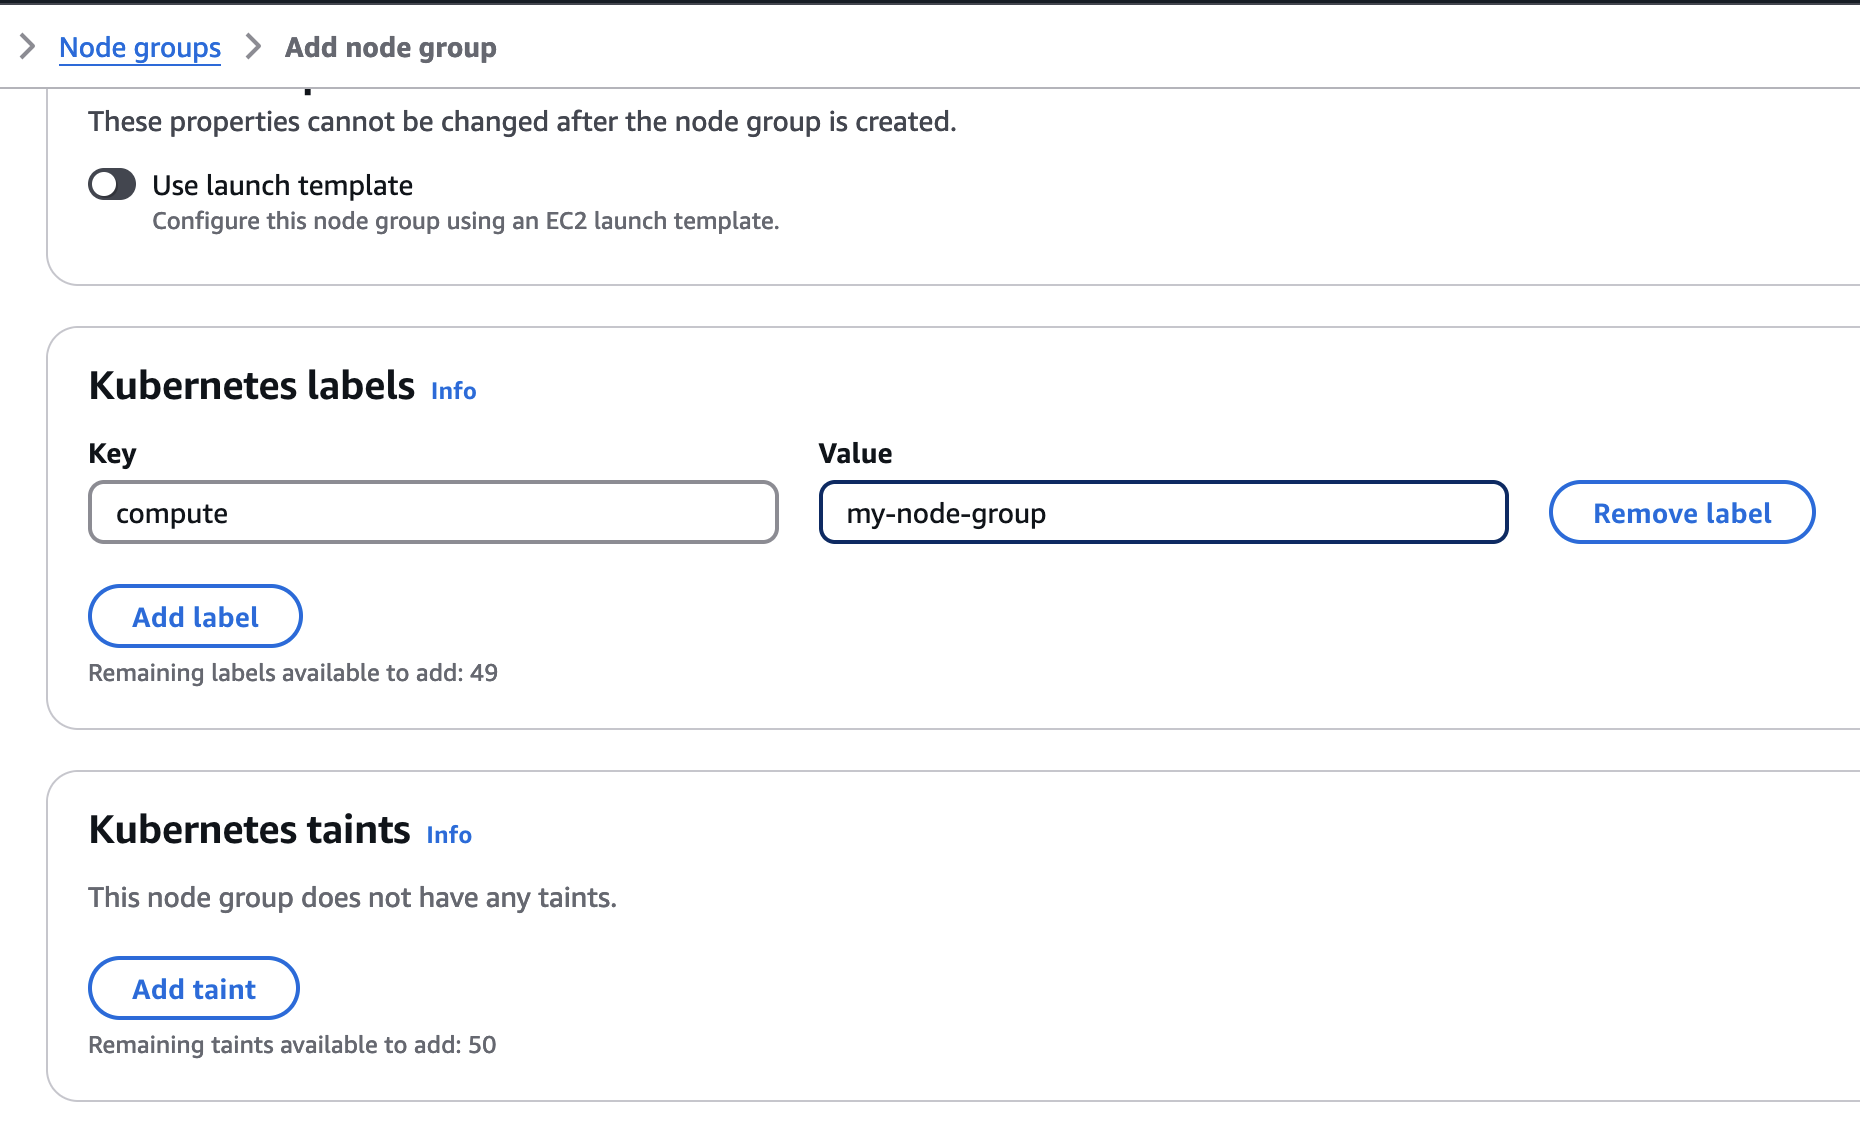 Node groups > Add node group
These properties cannot be changed after the node group is created.
Use launch template
Configure this node group using an EC2 launch template.
Kubernetes labels Info
Key Value
compute my-node-group Remove label
Add label
Remaining labels available to add: 49
Kubernetes taints Info
This node group does not have any taints.
Add taint
Remaining taints available to add: 50